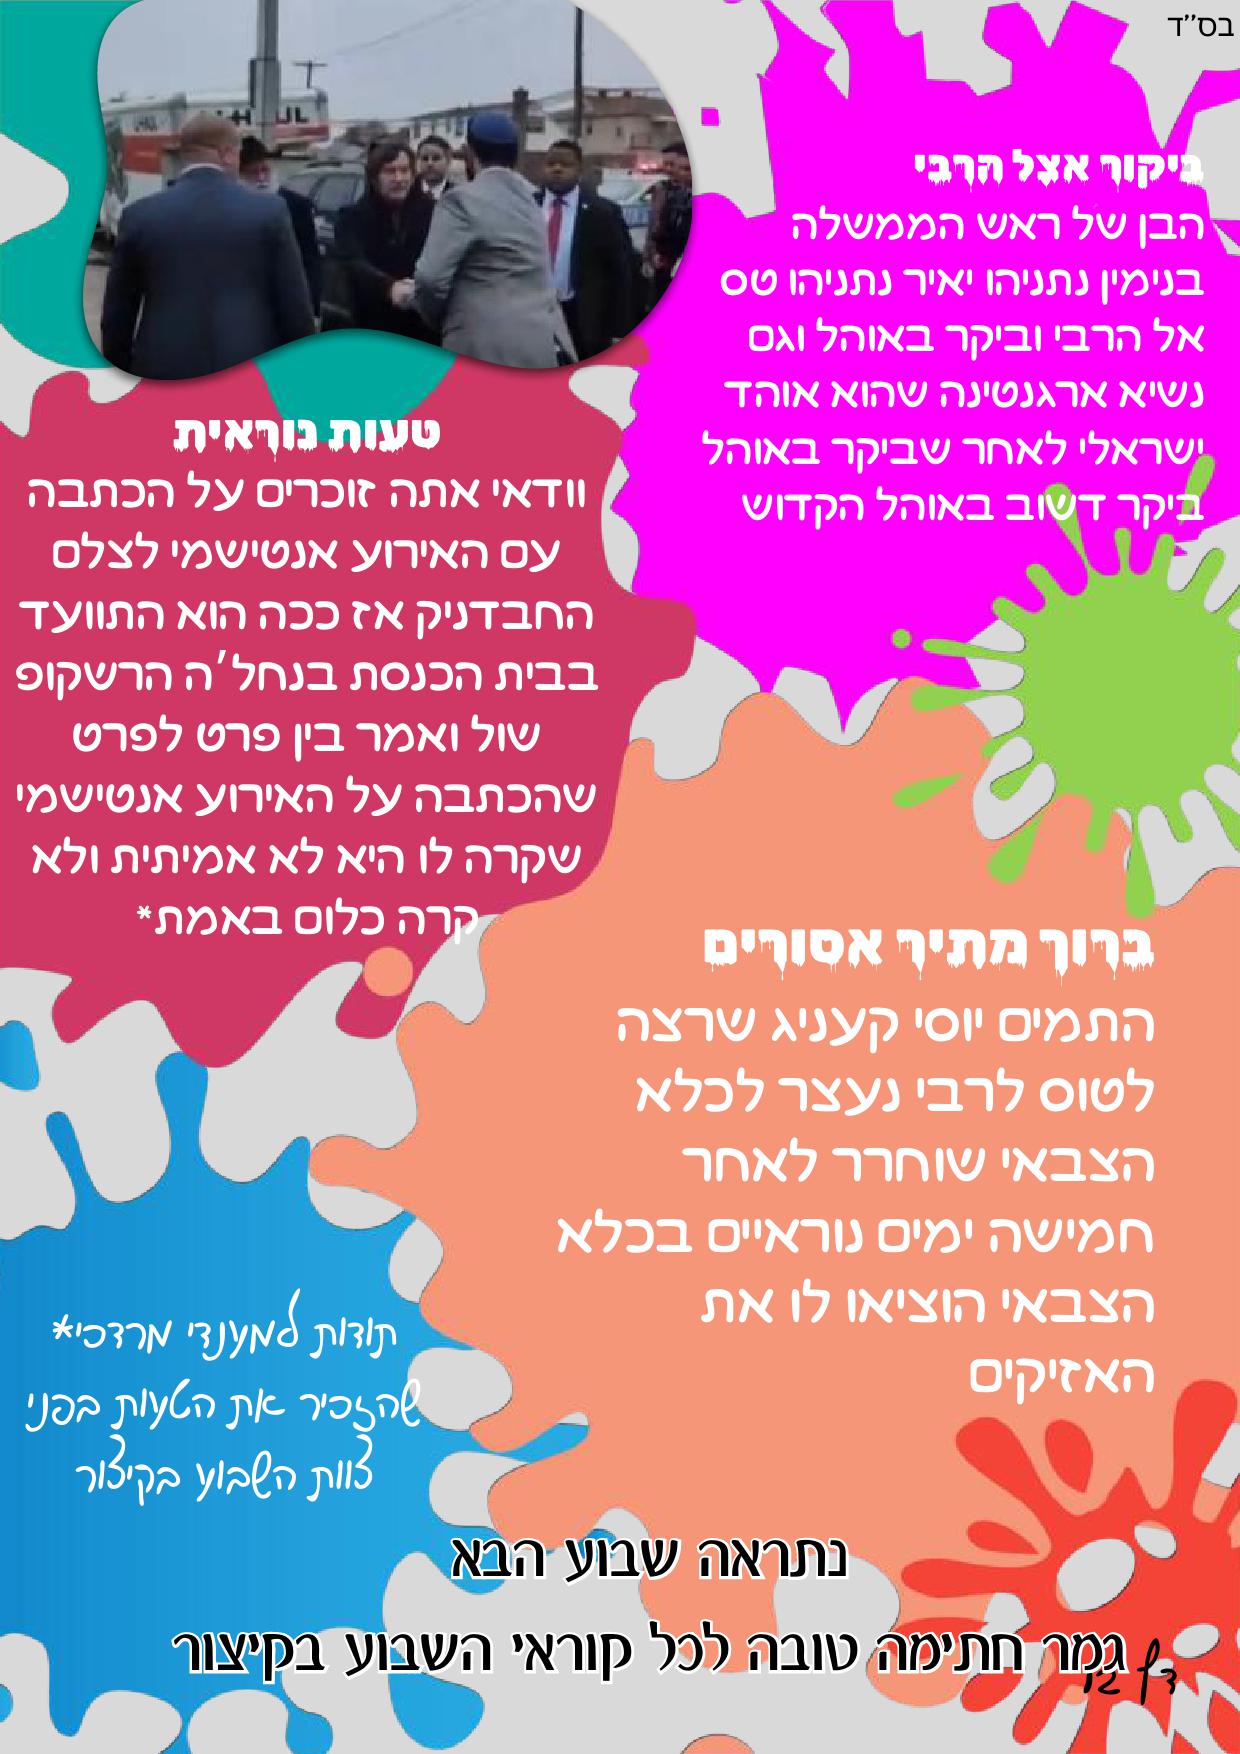 בס"ד
HUL
ביקור אצל הרבי
הבן של ראש הממשלה
בנימין נתניהו יאיר נתניהו טס
אל הרבי וביקר באוהל וגם
נשיא ארגנטינה שהוא אוהד
ישראלי לאחר שביקר באוהל
ביקר דשוב באוהל הקדוש
טעות נוראית
וודאי אתה זוכרים על הכתבה
עם האירוע אנטישמי לצלם
החבדניק אז ככה הוא התוועד
בבית הכנסת בנחל'ה הרשקופ
שול ואמר בין פרט לפרט
שהכתבה על האירוע אנטישמי
שקרה לו היא לא אמיתית ולא
קרה כלום באמת*
ברוך מתיר אסורים
התמים יוסי קעניג שרצה
לטוס לרבי נעצר לכלא
הצבאי שוחרר לאחר
חמישה ימים נוראיים בכלא
הצבאי הוציאו לו את
האזיקים
תודות למענדי מרדכי*
שהזכיר את הטעות בפני
צוות השבוע בקיצור
נתראה שבוע הבא
גמר חתימה טובה לכל קוראי השבוע בקיצור
דף